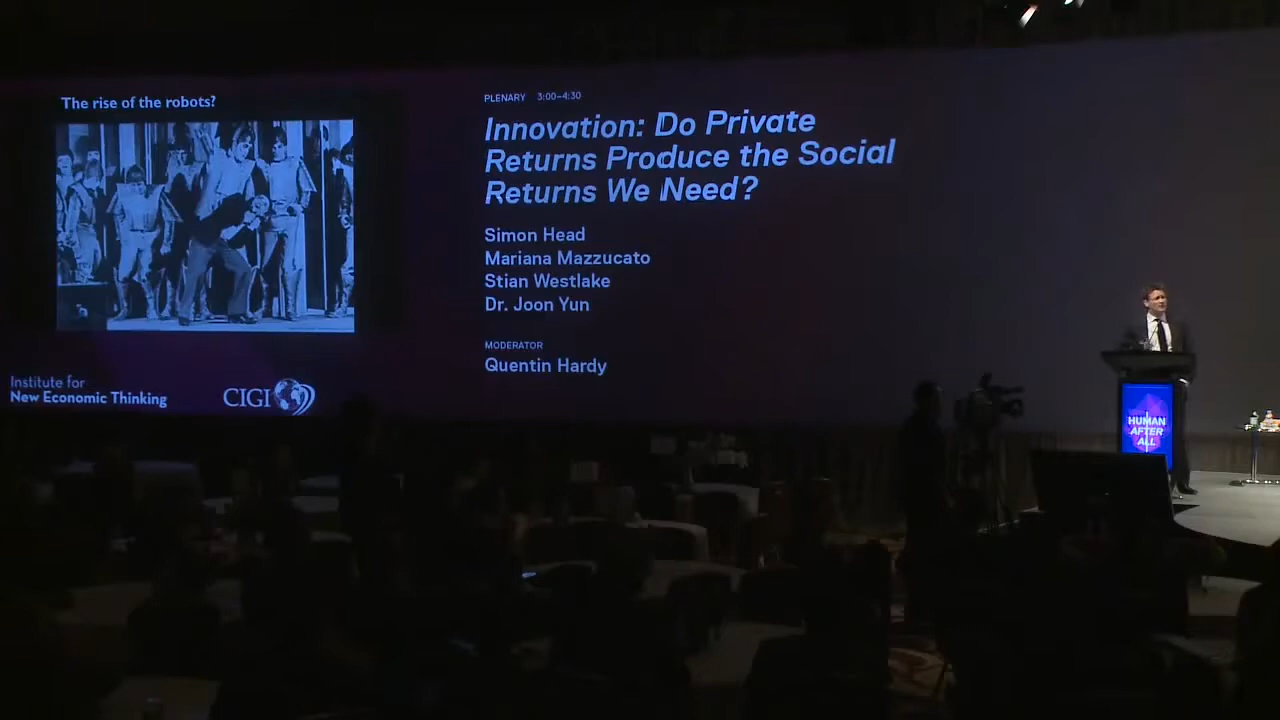 The rise of the robots?
PLENARY 3:00–4:30
Innovation: Do Private
Returns Produce the Social
Returns We Need?
Simon Head
Mariana Mazzucato
Stian Westlake
Dr. Joon Yun
MODERATOR
Quentin Hardy
Institute for
New Economic Thinking
CIGI
HUMAN
AFTER
ALL